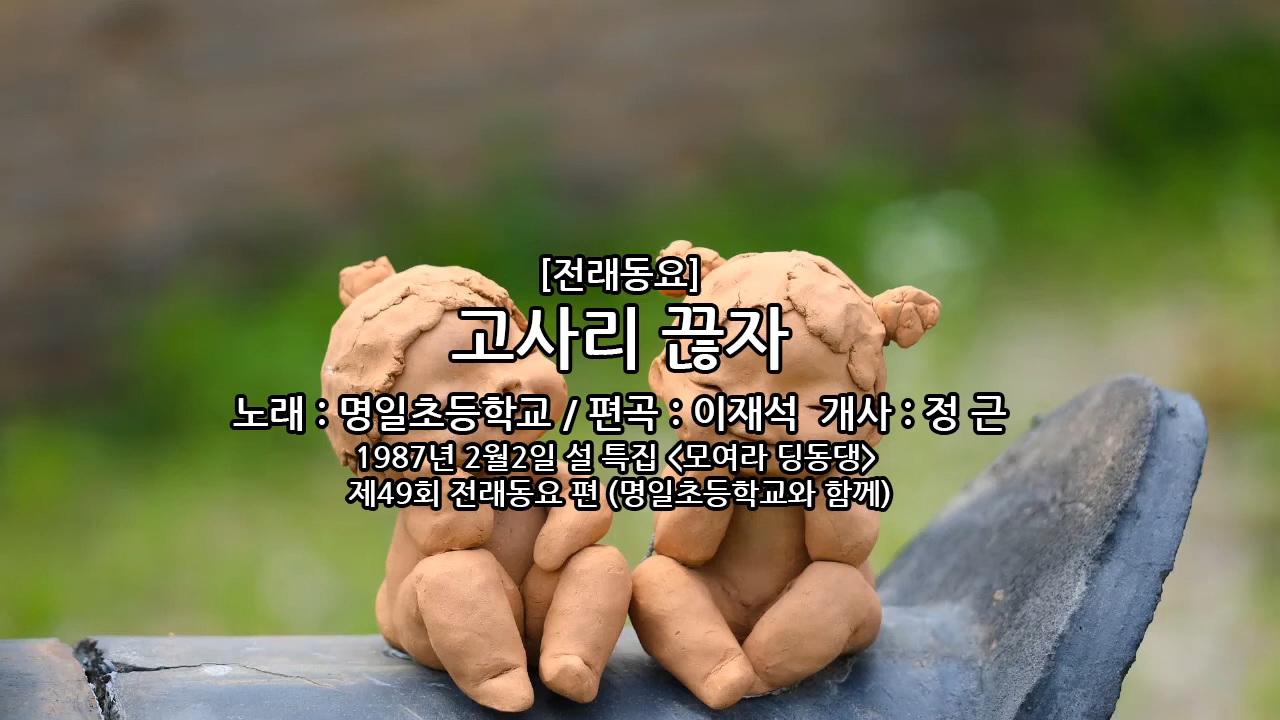 [전래동요]
고사리 끊자
노래 : 명일초등학교 / 편곡 : 이재석 개사 : 정 근
1987년 2월2일 설 특집 <모여라 딩동댕>
제49회 전래동요 편 (명일초등학교와 함께)